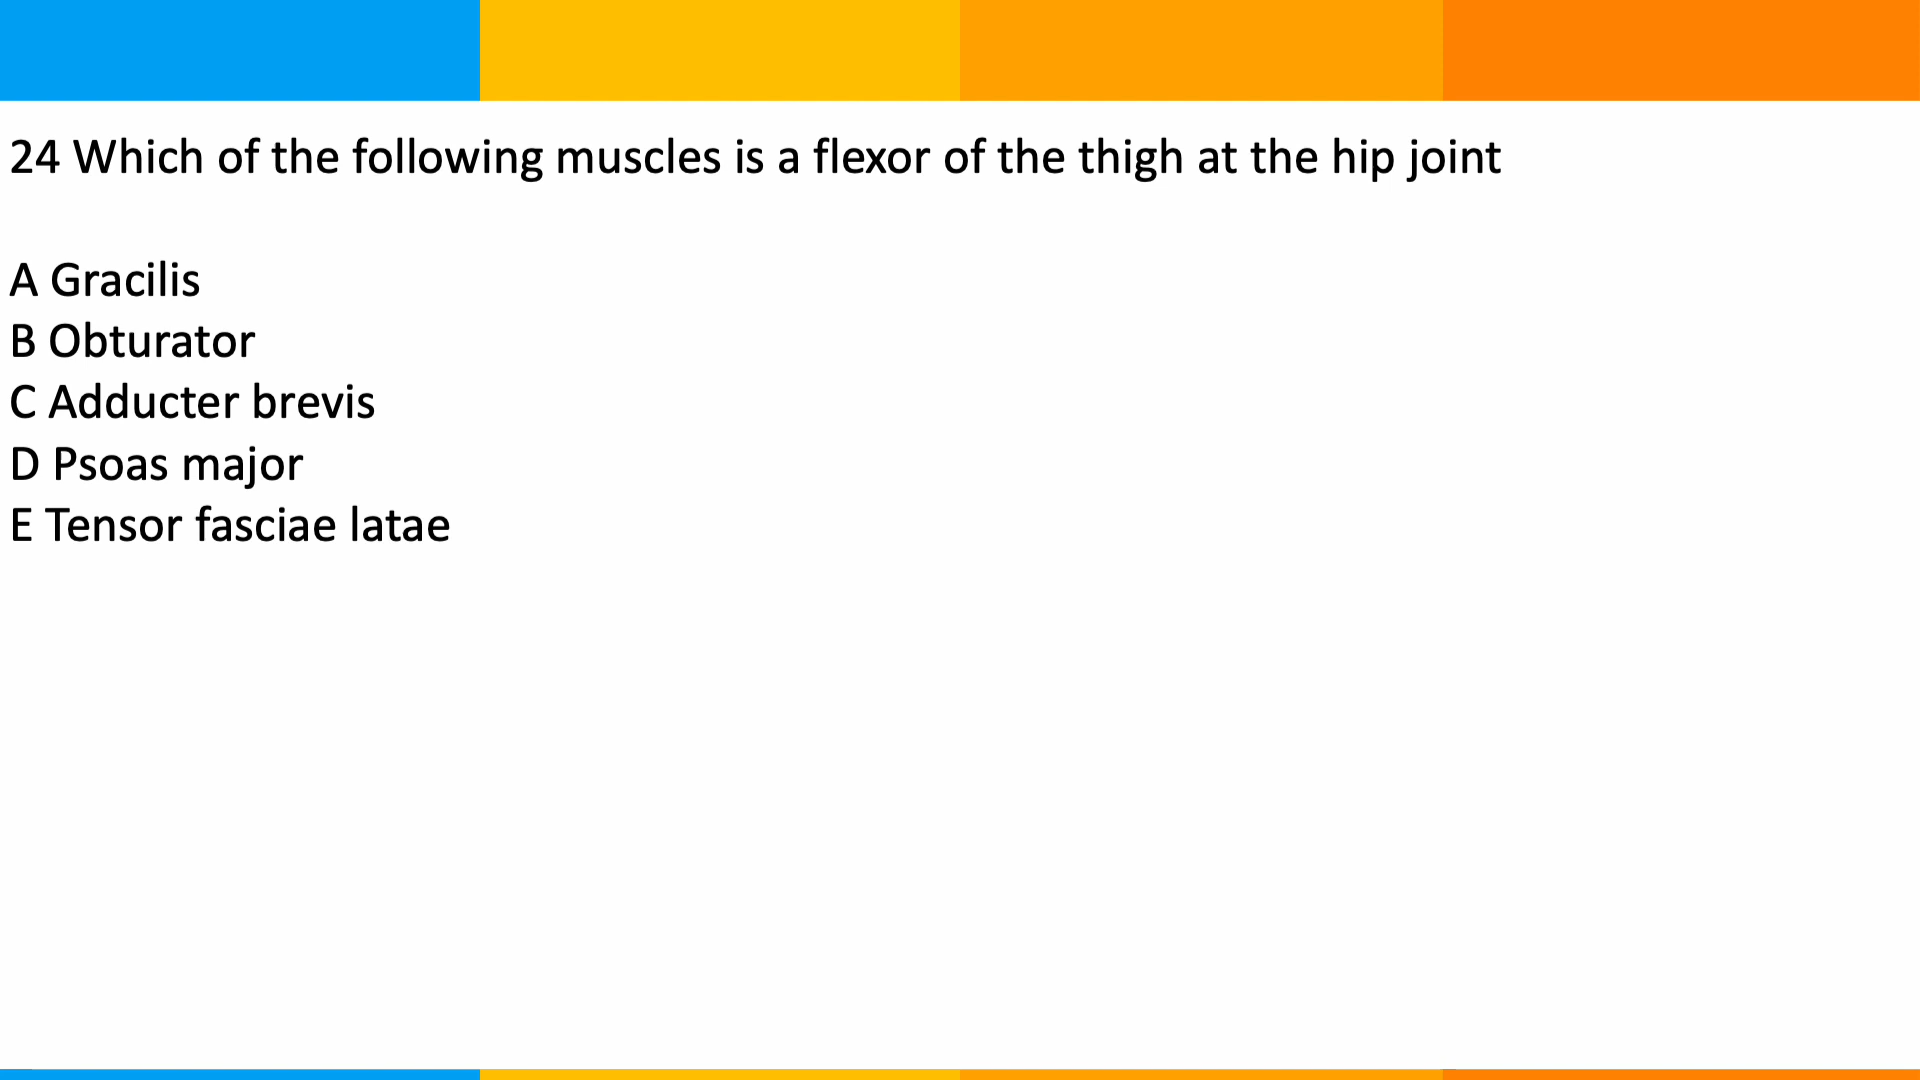 24 Which of the following muscles is a flexor of the thigh at the hip joint
A Gracilis
B Obturator
C Adducter brevis
D Psoas major
E Tensor fasciae latae